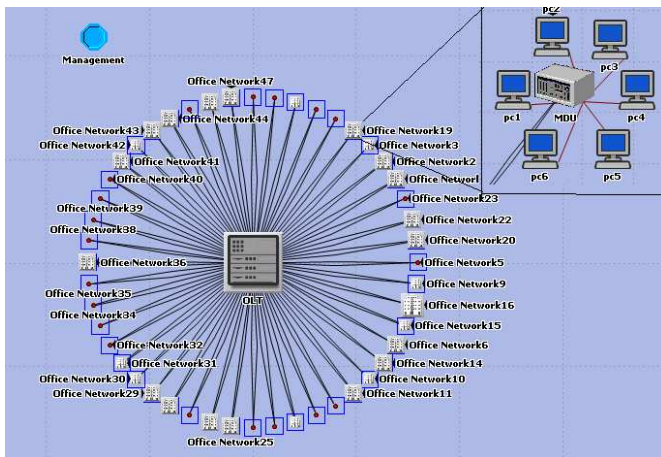 pc2
pc3
Management
pc1
MDU
pc4
Office Network47
pc6
pc5
Office Network44
Office Network43
Office Network19
Office Network42
Office Network3
Office Network41
Office Network2
Office Network40
Office Networl
Office Network39
Office Network23
Office Network22
Office Network38
Office Network20
Office Network36
Office Network5
Office Network35
Office Network9
OLT
Office Network16
Office Network34
Office Network15
Office Network32
Office Network6
Office Network31
Office Network14
Office Network30
Office Network10
Office Network29
Office Network11
Office Network25